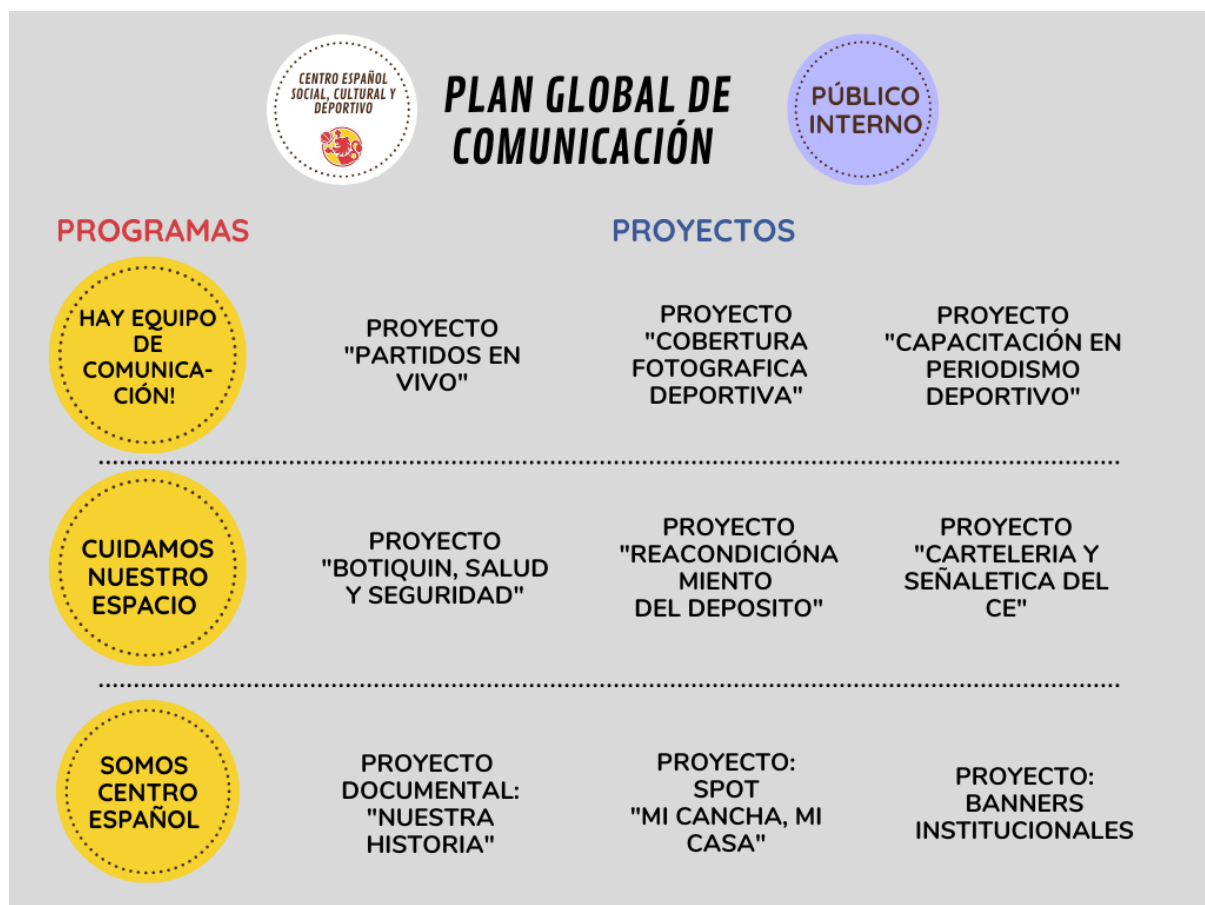 CENTRO ESPAÑOL
SOCIAL, CULTURAL Y
DEPORTIVO
PLAN GLOBAL DE
COMUNICACIÓN
PÚBLICO
INTERNO
PROGRAMAS
PROYECTOS
HAY EQUIPO
DE
COMUNICA-
CIÓN!
PROYECTO
"PARTIDOS EN
VIVO"
PROYECTO
"COBERTURA
FOTOGRAFICA
DEPORTIVA"
PROYECTO
"CAPACITACIÓN EN
PERIODISMO
DEPORTIVO"
CUIDAMOS
NUESTRO
ESPACIO
PROYECTO
"BOTIQUIN, SALUD
Y SEGURIDAD"
PROYECTO
"REACONDICIÓNA
MIENTO
DEL DEPOSITO"
PROYECTO
"CARTELERIA Y
SEÑALETICA DEL
CE"
SOMOS
CENTRO
ESPAÑOL
PROYECTO
DOCUMENTAL:
"NUESTRA
HISTORIA"
PROYECTO:
SPOT
"MI CANCHA, MI
CASA"
PROYECTO:
BANNERS
INSTITUCIONALES